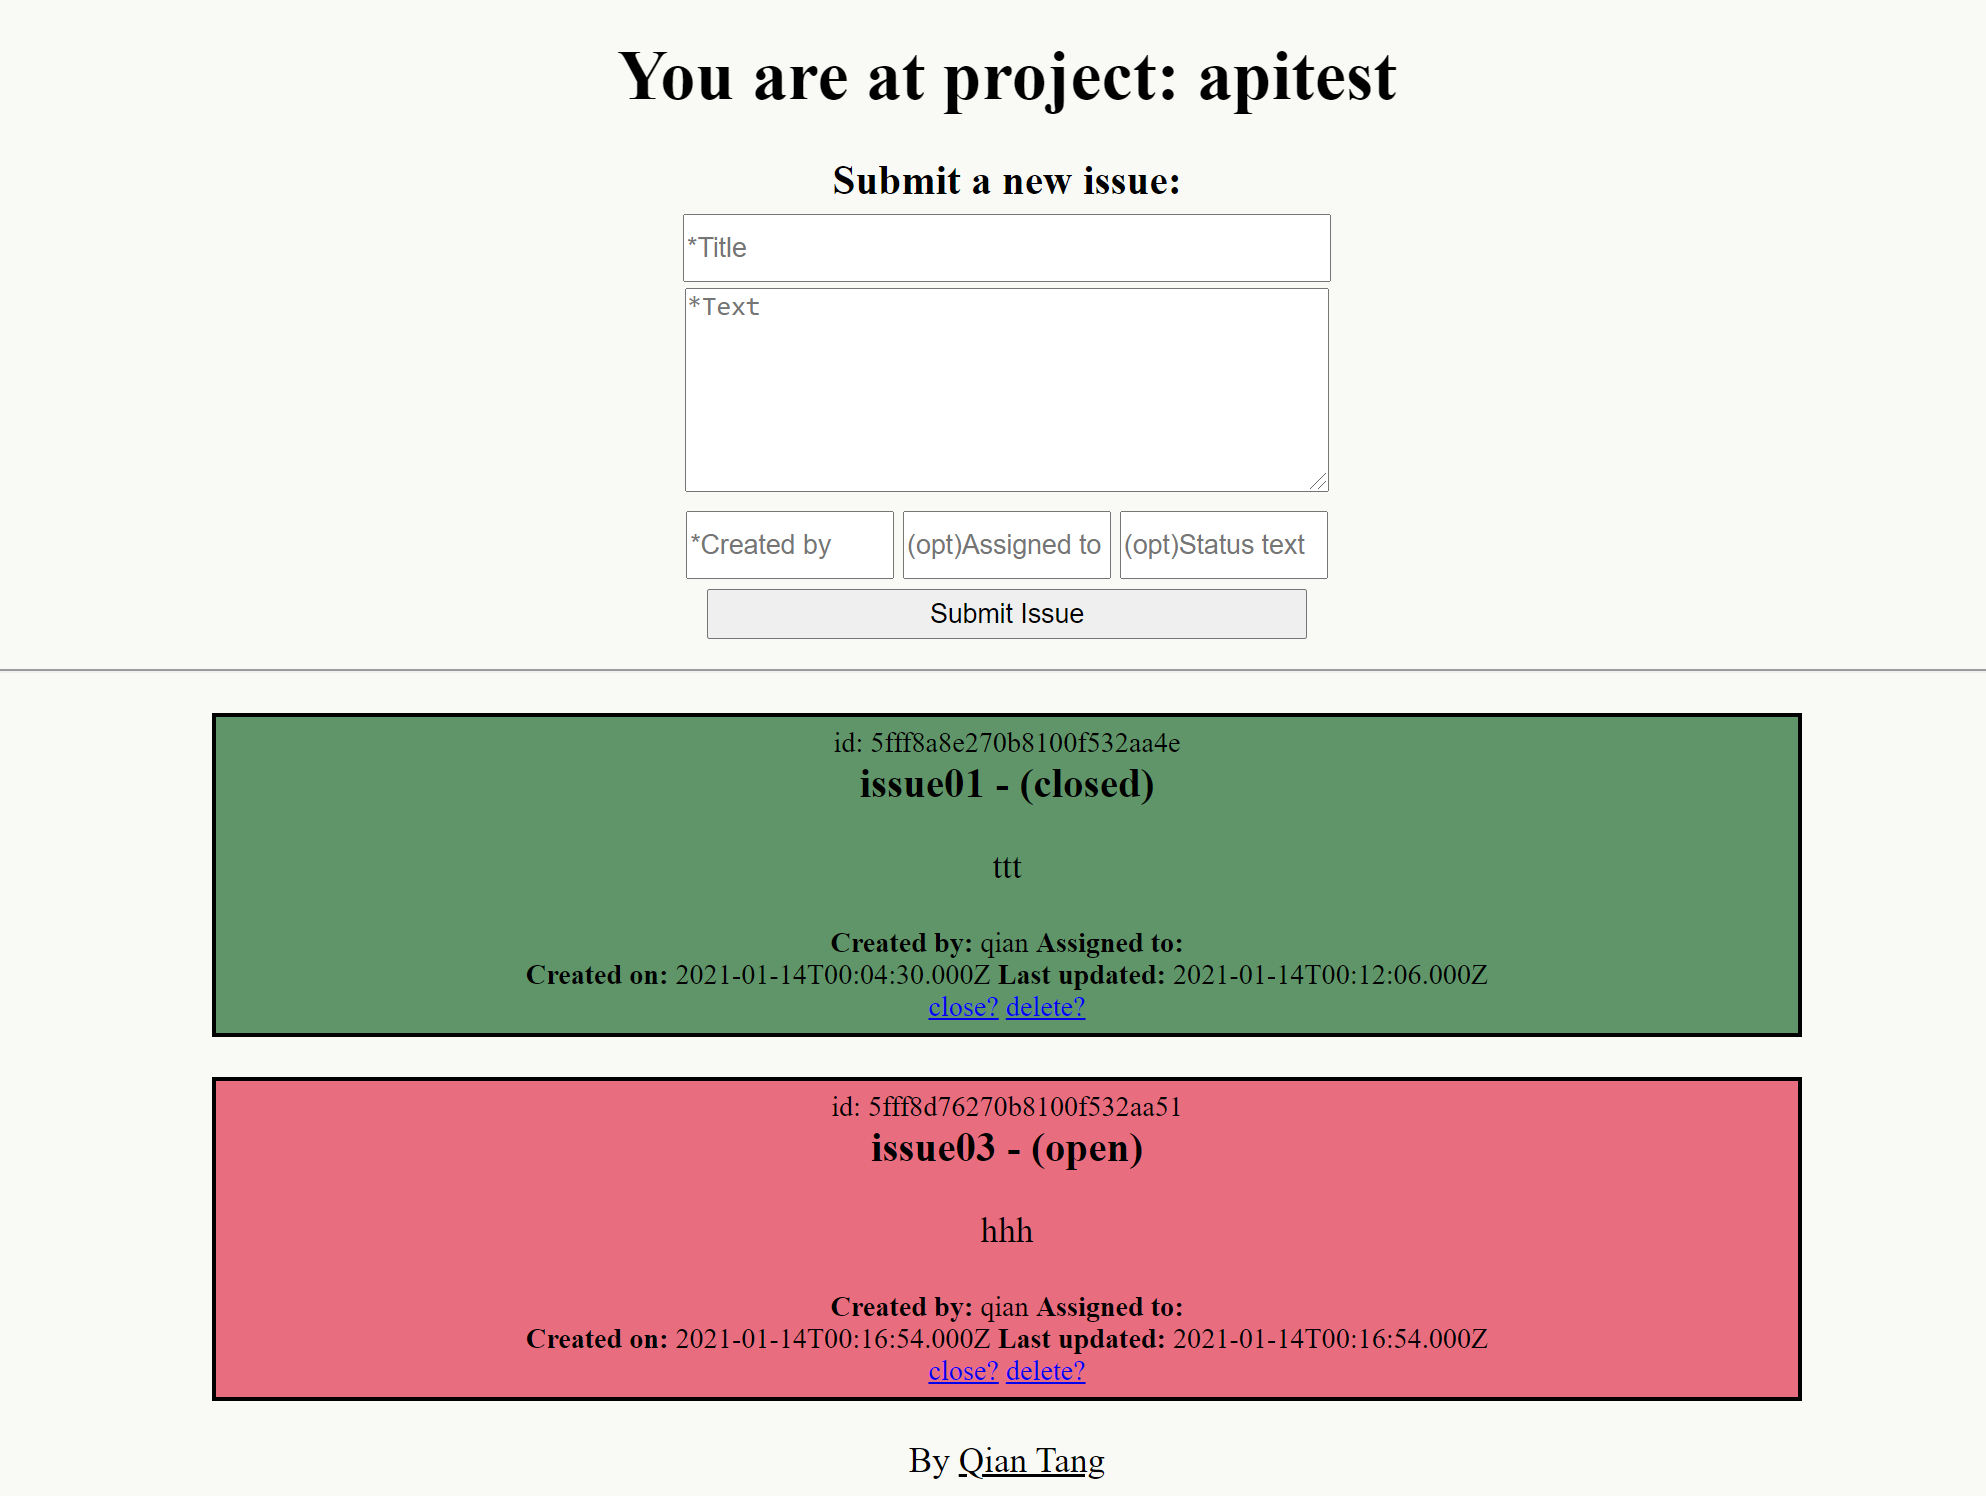 You are at project: apitest
Submit a new issue:
*Title
*Text
*Created by (opt)Assigned to (opt)Status text
Submit Issue
id: 5fff8a8e270b8100f532aa4e
issue01 - (closed)
ttt
Created by: qian Assigned to:
Created on: 2021-01-14T00:04:30.000Z Last updated: 2021-01-14T00:12:06.000Z
close? delete?
id: 5fff8d76270b8100f532aa51
issue03 - (open)
hhh
Created by: qian Assigned to:
Created on: 2021-01-14T00:16:54.000Z Last updated: 2021-01-14T00:16:54.000Z
close? delete?
By Qian Tang